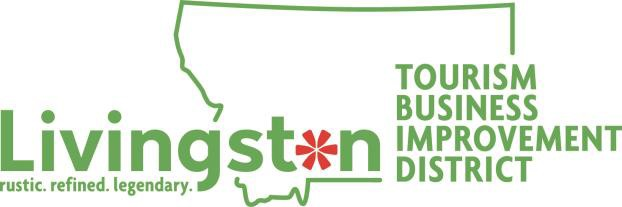 Livingston
rustic. refined. legendary.
TOURISM
BUSINESS
IMPROVEMENT
DISTRICT